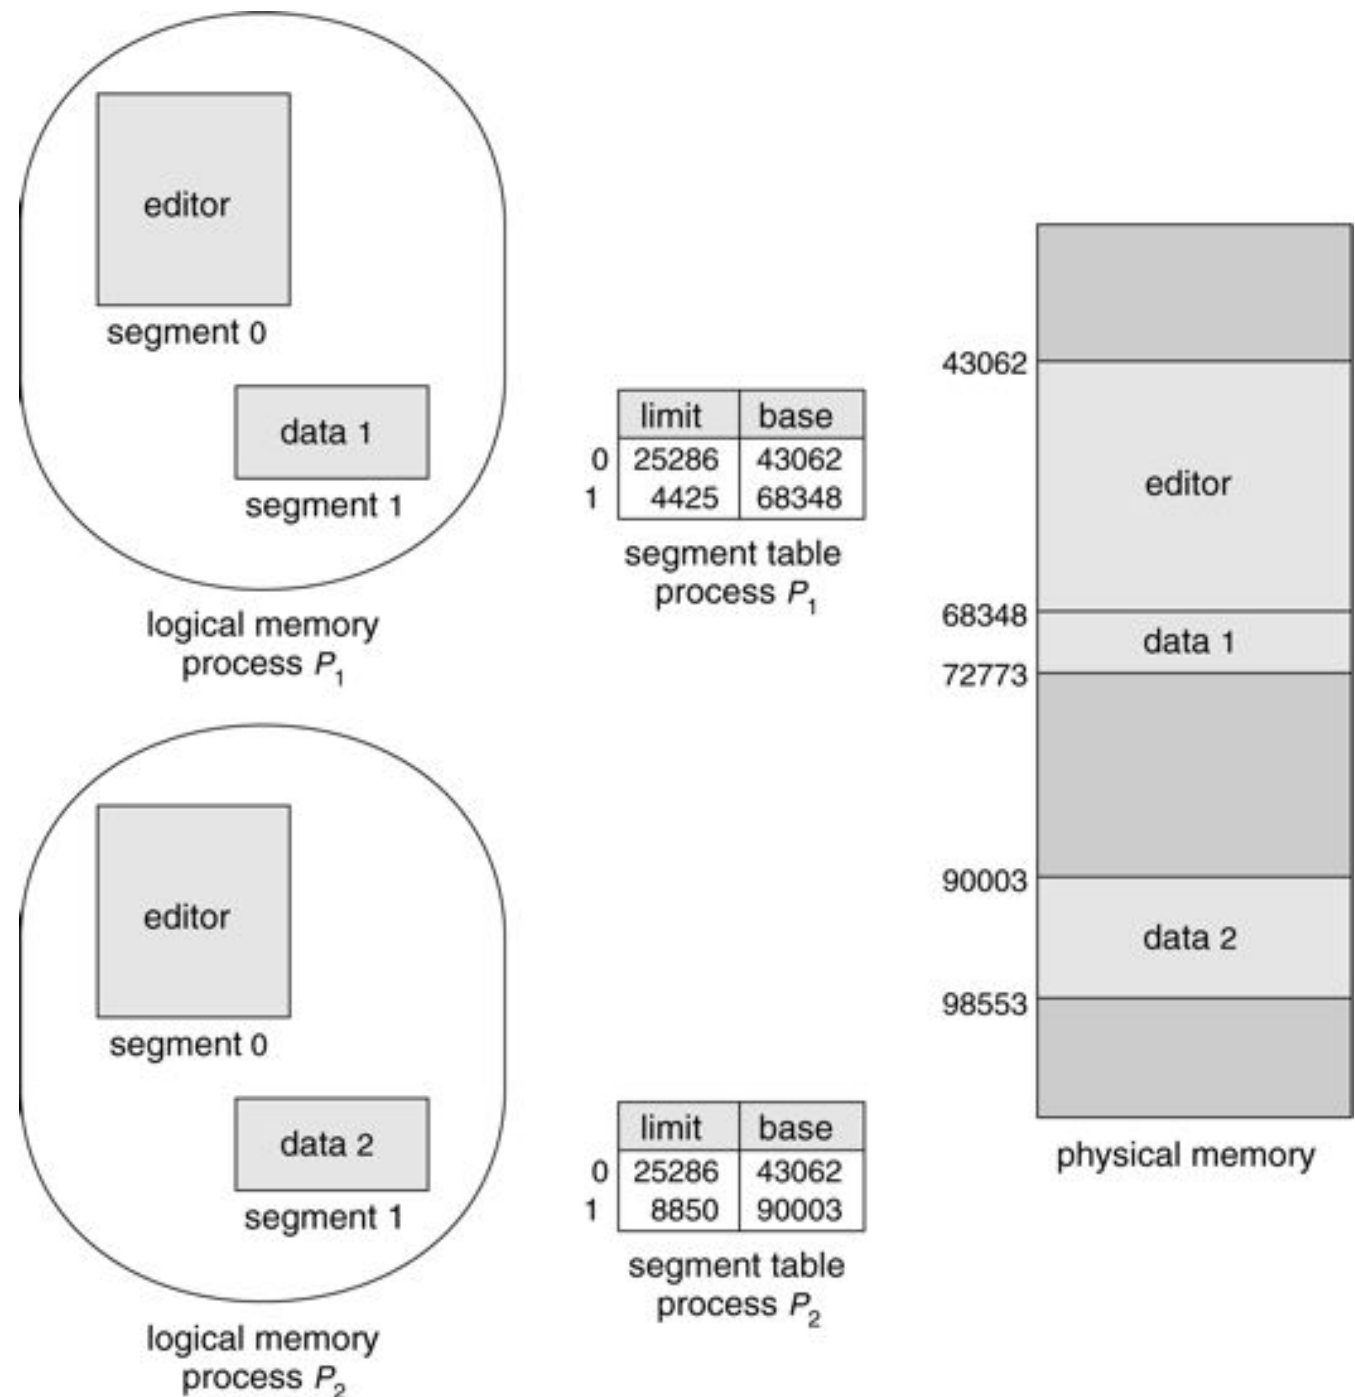 editor
segment 0
data 1
segment 1
logical memory
process P1
limit base
0 25286 43062
1 4425 68348
segment table
process P1
editor
segment 0
data 2
segment 1
logical memory
process P2
limit base
0 25286 43062
1 8850 90003
segment table
process P2
43062
editor
68348
data 1
72773
90003
data 2
98553
physical memory